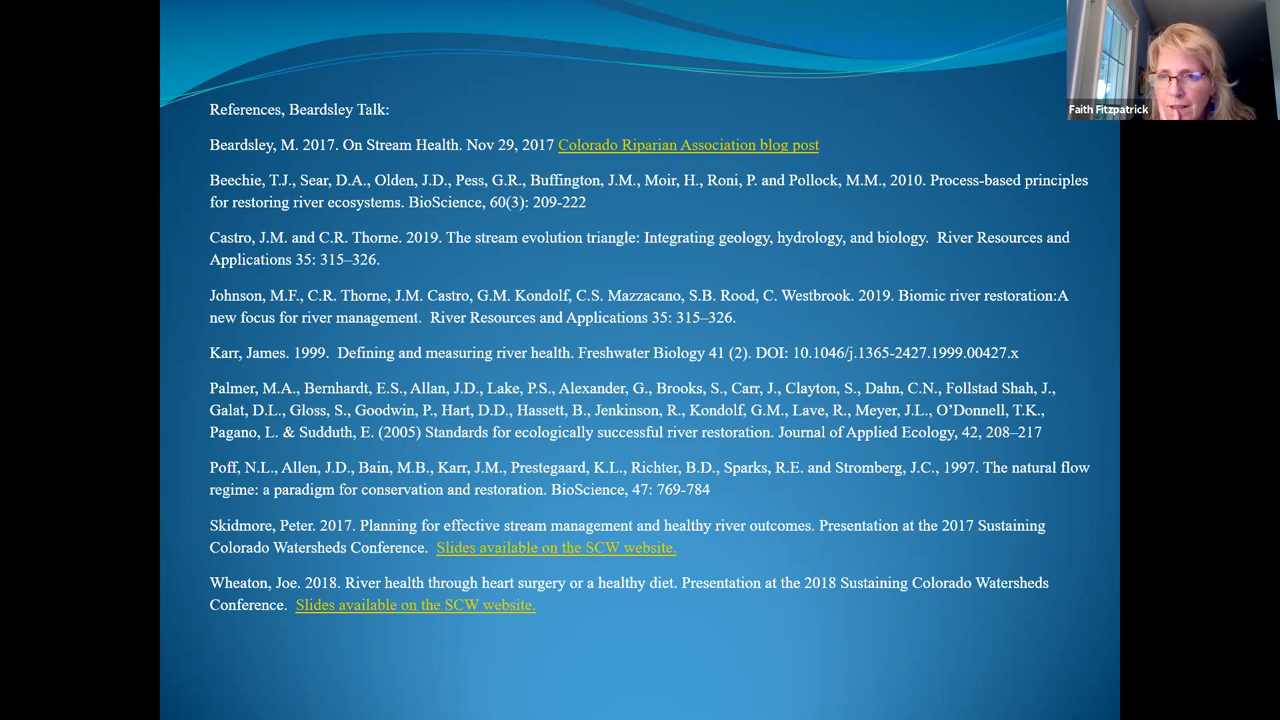 Faith Fitzpatrick
References, Beardsley Talk:
Beardsley, M. 2017. On Stream Health. Nov 29, 2017 Colorado Riparian Association blog post
Beechie, T.J., Sear, D.A., Olden, J.D., Pess, G.R., Buffington, J.M., Moir, H., Roni, P. and Pollock, M.M., 2010. Process-based principles
for restoring river ecosystems. BioScience, 60(3): 209-222
Castro, J.M. and C.R. Thorne. 2019. The stream evolution triangle: Integrating geology, hydrology, and biology. River Resources and
Applications 35: 315–326.
Johnson, M.F., C.R. Thorne, J.M. Castro, G.M. Kondolf, C.S. Mazzacano, S.B. Rood, C. Westbrook. 2019. Biomic river restoration:A
new focus for river management. River Resources and Applications 35: 315–326.
Karr, James. 1999. Defining and measuring river health. Freshwater Biology 41 (2). DOI: 10.1046/j.1365-2427.1999.00427.x
Palmer, M.A., Bernhardt, E.S., Allan, J.D., Lake, P.S., Alexander, G., Brooks, S., Carr, J., Clayton, S., Dahn, C.N., Follstad Shah, J.,
Galat, D.L., Gloss, S., Goodwin, P., Hart, D.D., Hassett, B., Jenkinson, R., Kondolf, G.M., Lave, R., Meyer, J.L., O’Donnell, T.K.,
Pagano, L. & Sudduth, E. (2005) Standards for ecologically successful river restoration. Journal of Applied Ecology, 42, 208–217
Poff, N.L., Allen, J.D., Bain, M.B., Karr, J.M., Prestegaard, K.L., Richter, B.D., Sparks, R.E. and Stromberg, J.C., 1997. The natural flow
regime: a paradigm for conservation and restoration. BioScience, 47: 769-784
Skidmore, Peter. 2017. Planning for effective stream management and healthy river outcomes. Presentation at the 2017 Sustaining
Colorado Watersheds Conference. Slides available on the SCW website.
Wheaton, Joe. 2018. River health through heart surgery or a healthy diet. Presentation at the 2018 Sustaining Colorado Watersheds
Conference. Slides available on the SCW website.